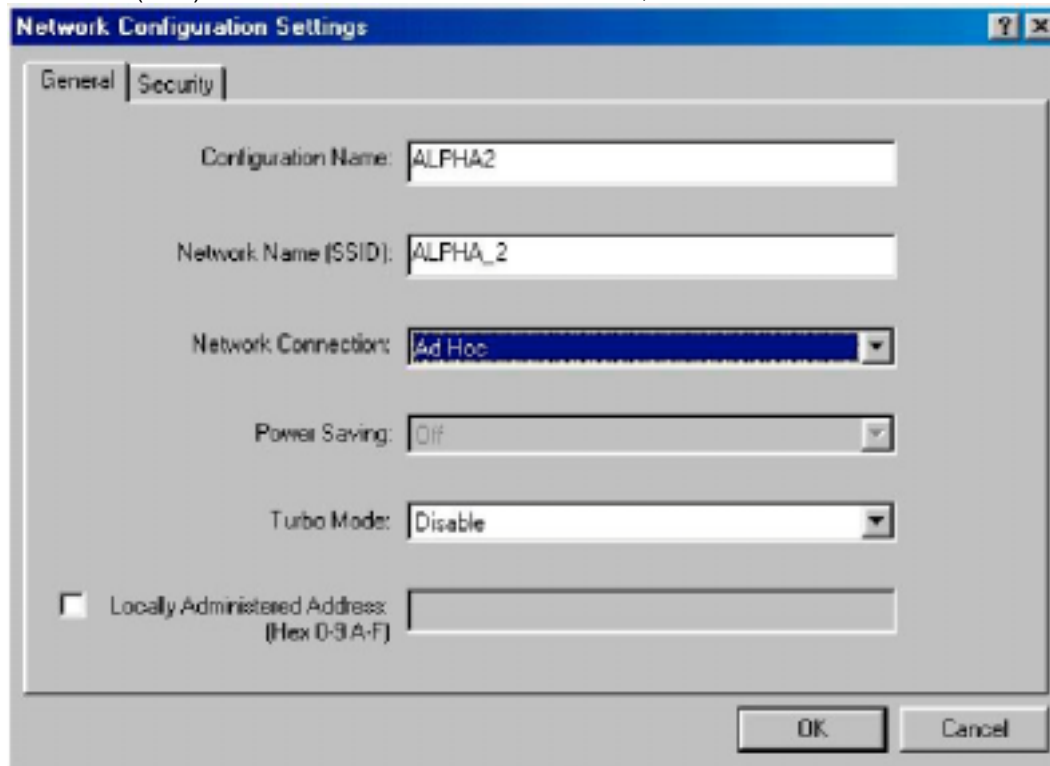 Network Configuration Settings
General Security
Configuration Name: ALPHA2
Network Name (SSID): ALPHA_2
Network Connection: Ad Hoc
Power Saving: Off
Turbo Mode: Disable
Locally Administered Address:
(Hex 0-9 A-F)
OK Cancel